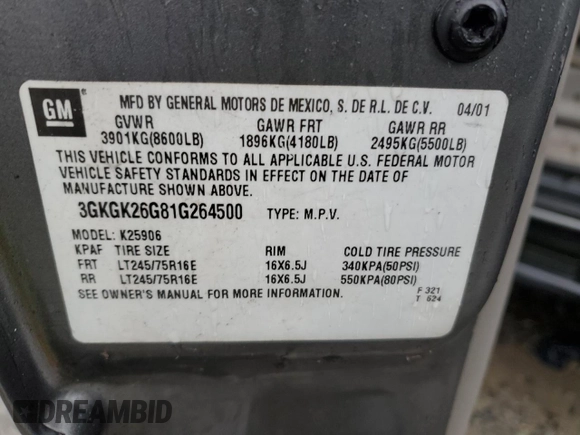 GM
MFD BY GENERAL MOTORS DE MEXICO, S. DE R.L. DE C.V. 04/01
GVWR GAWR FRT GAWR RR
3901KG(8600LB) 1896KG(4180LB) 2495KG(5500LB)
THIS VEHICLE CONFORMS TO ALL APPLICABLE U.S. FEDERAL MOTOR
VEHICLE SAFETY STANDARDS IN EFFECT ON THE DATE OF
MANUFACTURE SHOWN ABOVE.
3GKGK26G81G264500 TYPE: M.P.V.
MODEL: K25906
KPAF TIRE SIZE RIM COLD TIRE PRESSURE
FRT LT245/75R16E 16X6.5J 340KPA(50PSI)
RR LT245/75R16E 16X6.5J 550KPA(80PSI)
SEE OWNER'S MANUAL FOR MORE INFORMATION.
F 321
T 624
DREAMBID